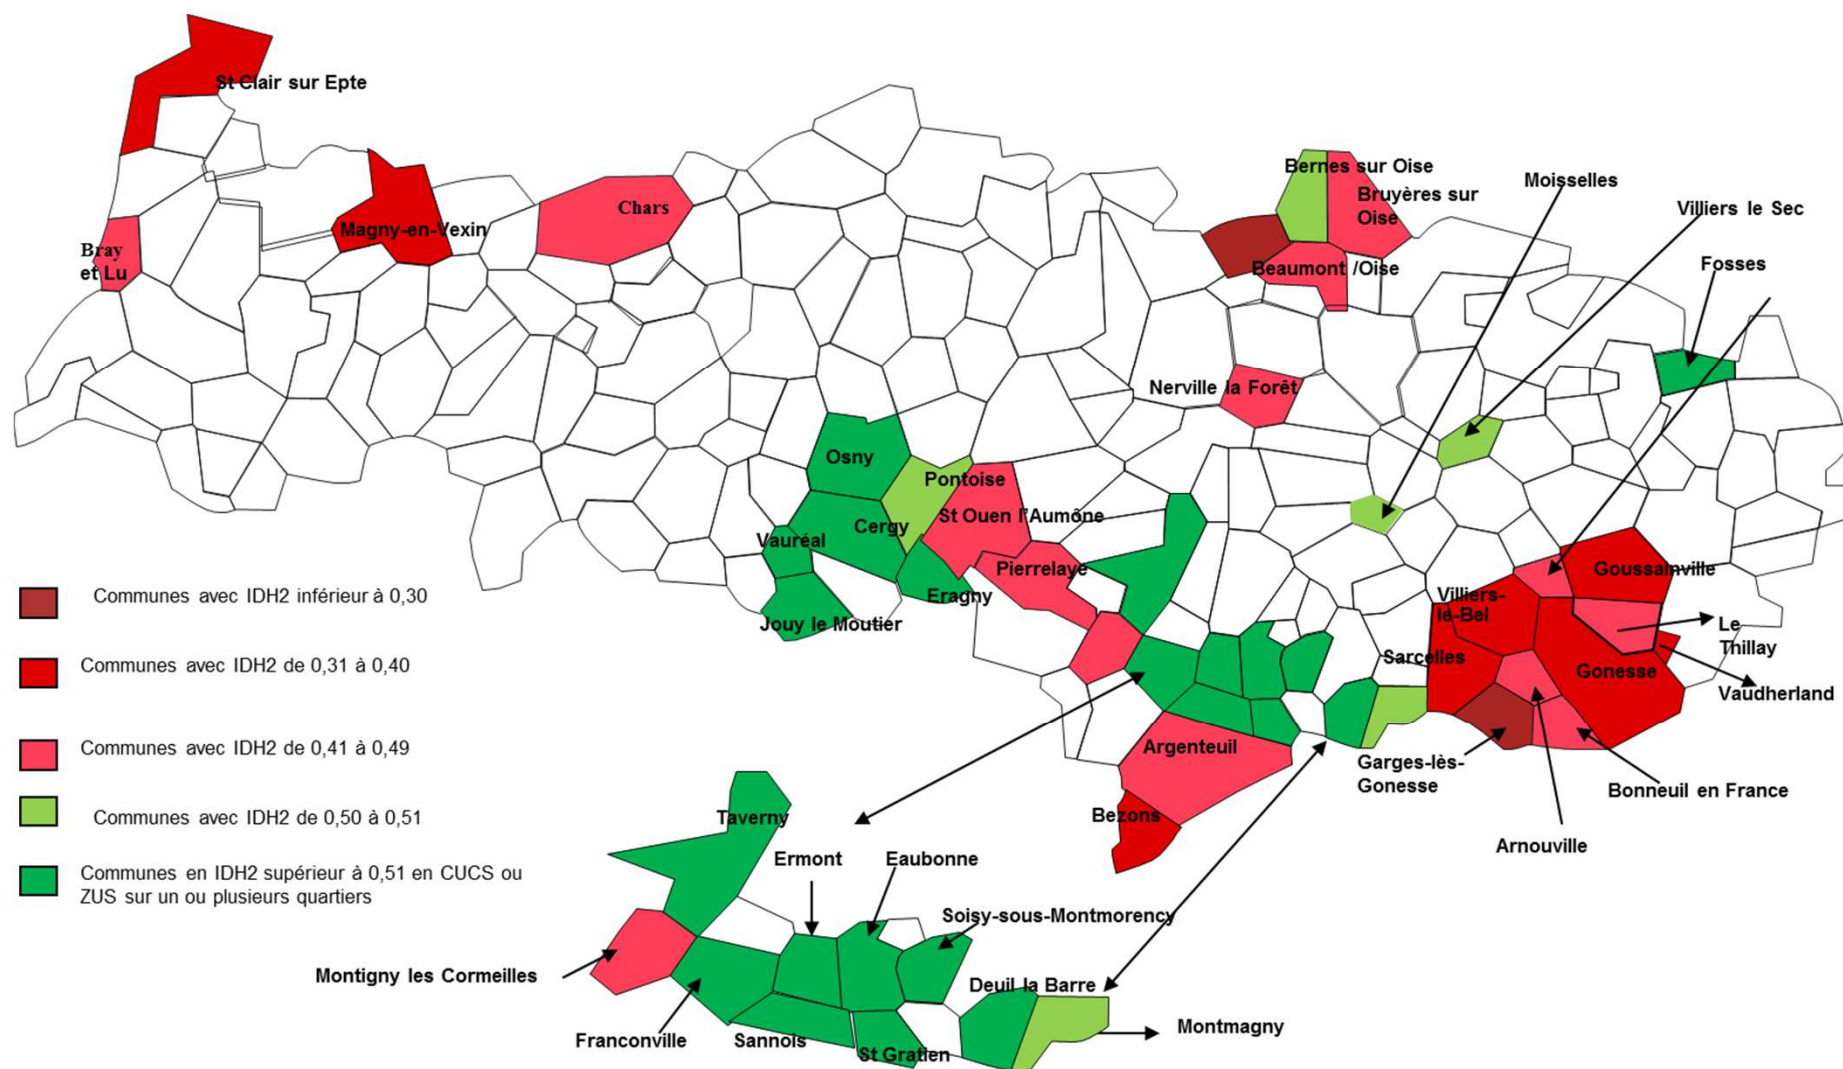 St Clair sur Epte
Bernes sur Oise
Moisselles
Bruyères sur
Oise
Villiers le Sec
Chars
Magny-en-Vexin
Bray
et Lu
Beaumont /Oise
Fosses
Nerville la Forêt
Osny
Pontoise
St Ouen l'Aumône
Cergy
Vauréal
Pierrelaye
Goussainville
Eragny
Villiers-
le-Bel
Jouy le Moutier
Le
Thillay
Sarcelles
Gonesse
Vaudherland
Argenteuil
Garges-lès-
Gonesse
Bonneuil en France
Bezons
Arnouville
Communes avec IDH2 inférieur à 0,30
Communes avec IDH2 de 0,31 à 0,40
Communes avec IDH2 de 0,41 à 0,49
Communes avec IDH2 de 0,50 à 0,51
Communes en IDH2 supérieur à 0,51 en CUCS ou
ZUS sur un ou plusieurs quartiers
Taverny
Ermont
Eaubonne
Soisy-sous-Montmorency
Montigny les Cormeilles
Deuil la Barre
Franconville
Sannois
St Gratien
Montmagny